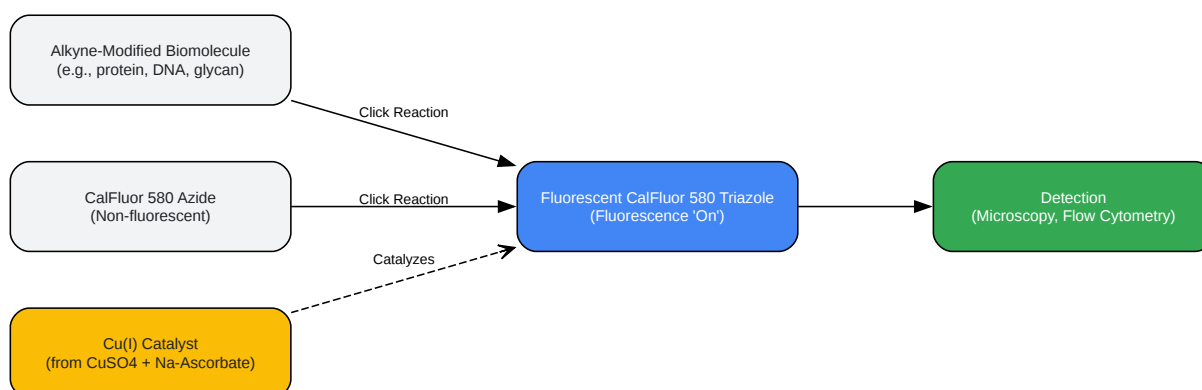 Alkyne-Modified Biomolecule
(e.g., protein, DNA, glycan)
Click Reaction
CalFluor 580 Azide
(Non-fluorescent)
Click Reaction
Fluorescent CalFluor 580 Triazole
(Fluorescence 'On')
Detection
(Microscopy, Flow Cytometry)
Catalyzes
Cu(I) Catalyst
(from CuSO4 + Na-Ascorbate)